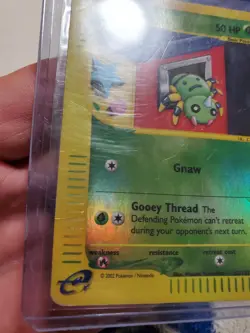 50 HP
Gnaw
Gooey Thread The
Defending Pokémon can't retreat
during your opponent's next turn.
weakness resistance retreat cost
© 2002 Pokémon / Nintendo
e